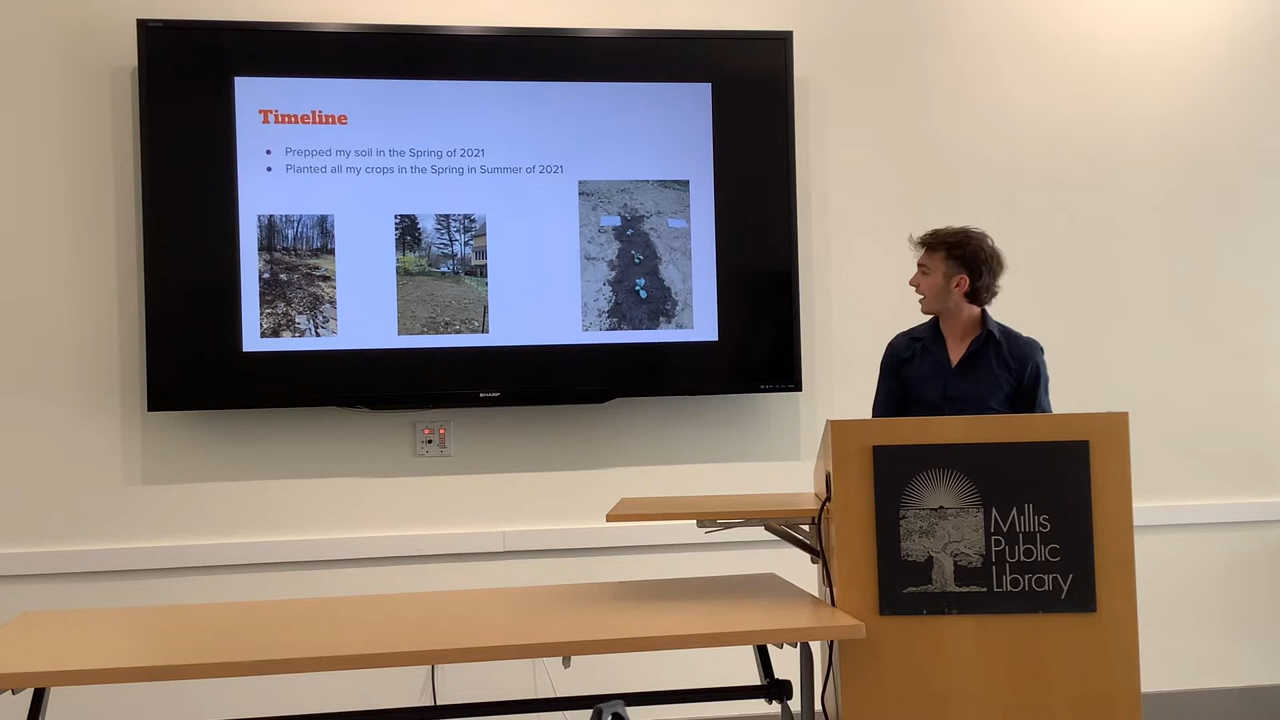 Timeline
● Prepped my soil in the Spring of 2021
● Planted all my crops in the Spring in Summer of 2021
SHARP
Millis
Public
Library